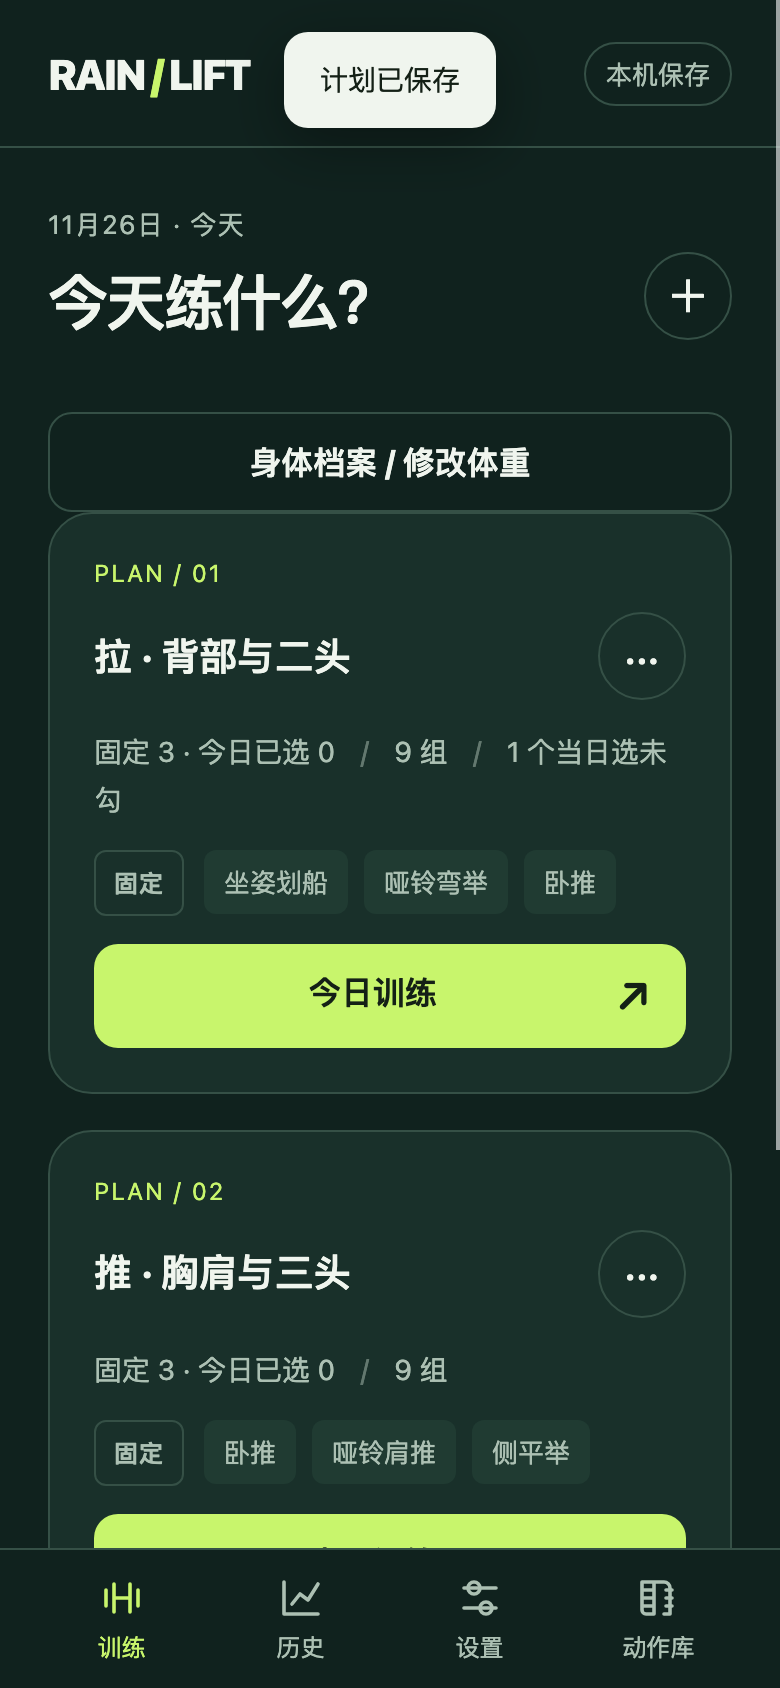 RAIN/LIFT
计划已保存
本机保存
11月26日 · 今天
今天练什么?
身体档案 / 修改体重
PLAN / 01
拉 · 背部与二头
固定 3 · 今日已选 0 / 9 组 / 1 个当日选未
勾
固定 坐姿划船 哑铃弯举 卧推
今日训练
PLAN / 02
推 · 胸肩与三头
固定 3 · 今日已选 0 / 9 组
固定 卧推 哑铃肩推 侧平举
训练 历史 设置 动作库